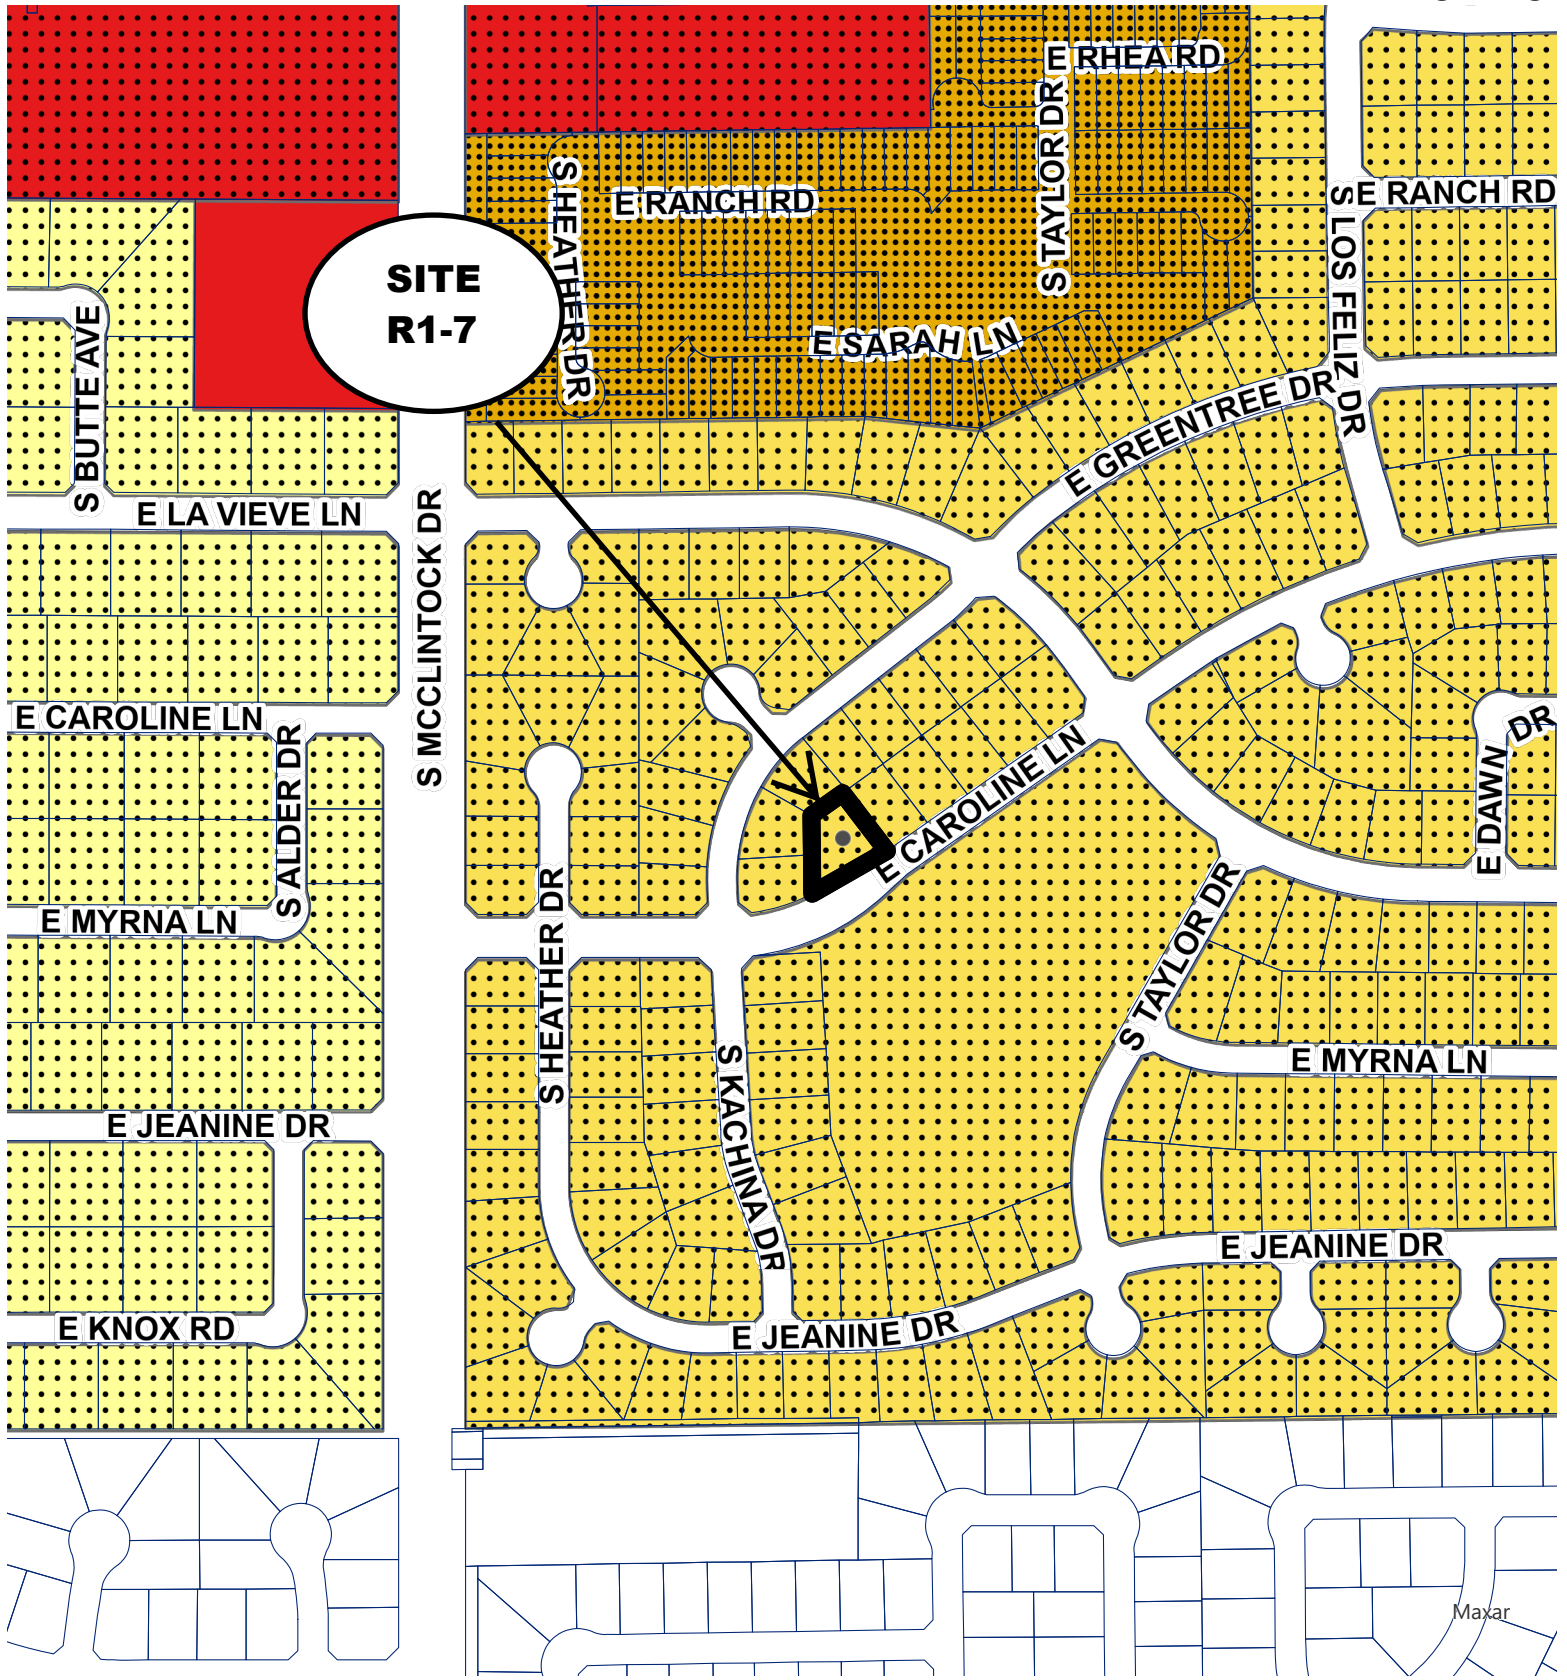 E RHEA RD
S TAYLOR DR
S HEATHER DR
E RANCH RD
S LOS FELIZ DR
E RANCH RD
SITE
R1-7
S BUTTE AVE
E SARAH LN
E GREENTREE DR
E LA VIEVE LN
S MCCLINTOCK DR
E CAROLINE LN
S ALDER DR
E CAROLINE LN
E DAWN DR
E MYRNA LN
S HEATHER DR
S TAYLOR DR
S KACHINA DR
E MYRNA LN
E JEANINE DR
E JEANINE DR
E KNOX RD
E JEANINE DR
Maxar